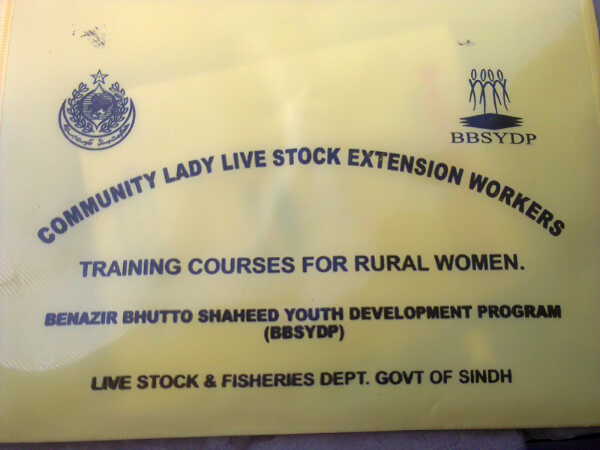 BBSYDP
COMMUNITY LADY LIVE STOCK EXTENSION WORKERS
TRAINING COURSES FOR RURAL WOMEN.
BENAZIR BHUTTO SHAHEED YOUTH DEVELOPMENT PROGRAM
(BBSYDP)
LIVE STOCK & FISHERIES DEPT. GOVT OF SINDH